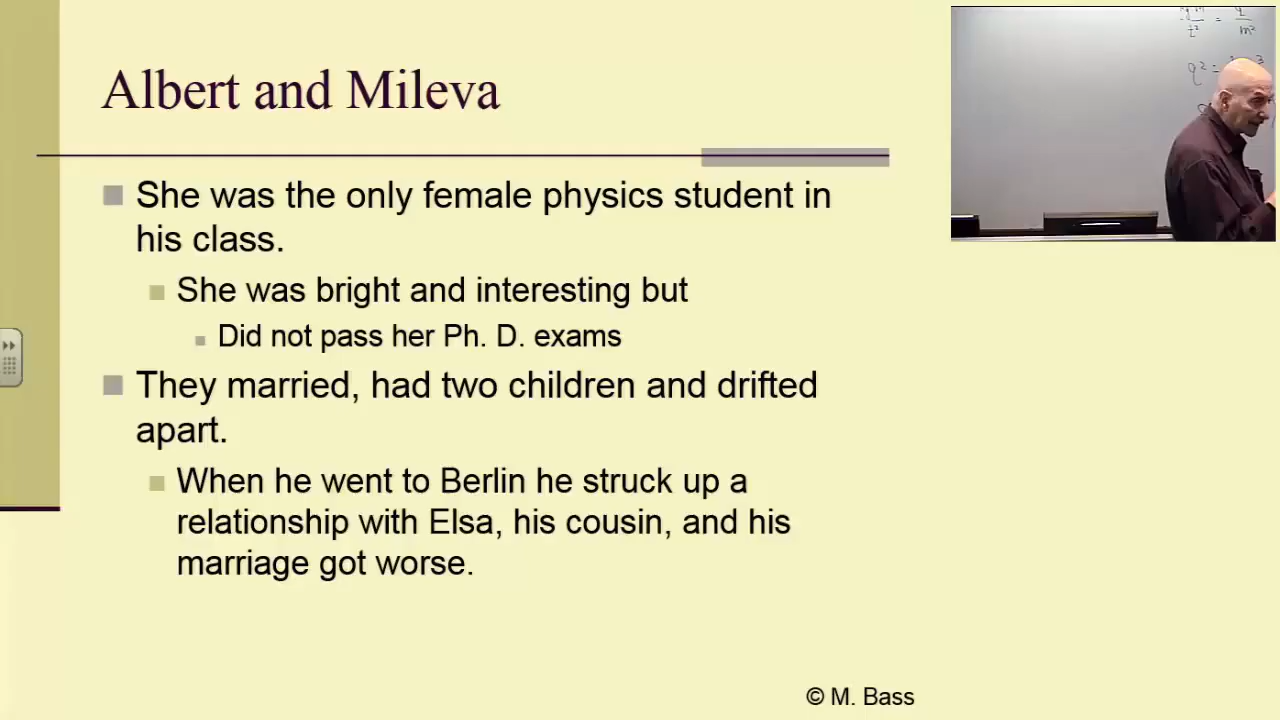 Albert and Mileva
She was the only female physics student in
his class.
She was bright and interesting but
Did not pass her Ph. D. exams
They married, had two children and drifted
apart.
When he went to Berlin he struck up a
relationship with Elsa, his cousin, and his
marriage got worse.
© M. Bass